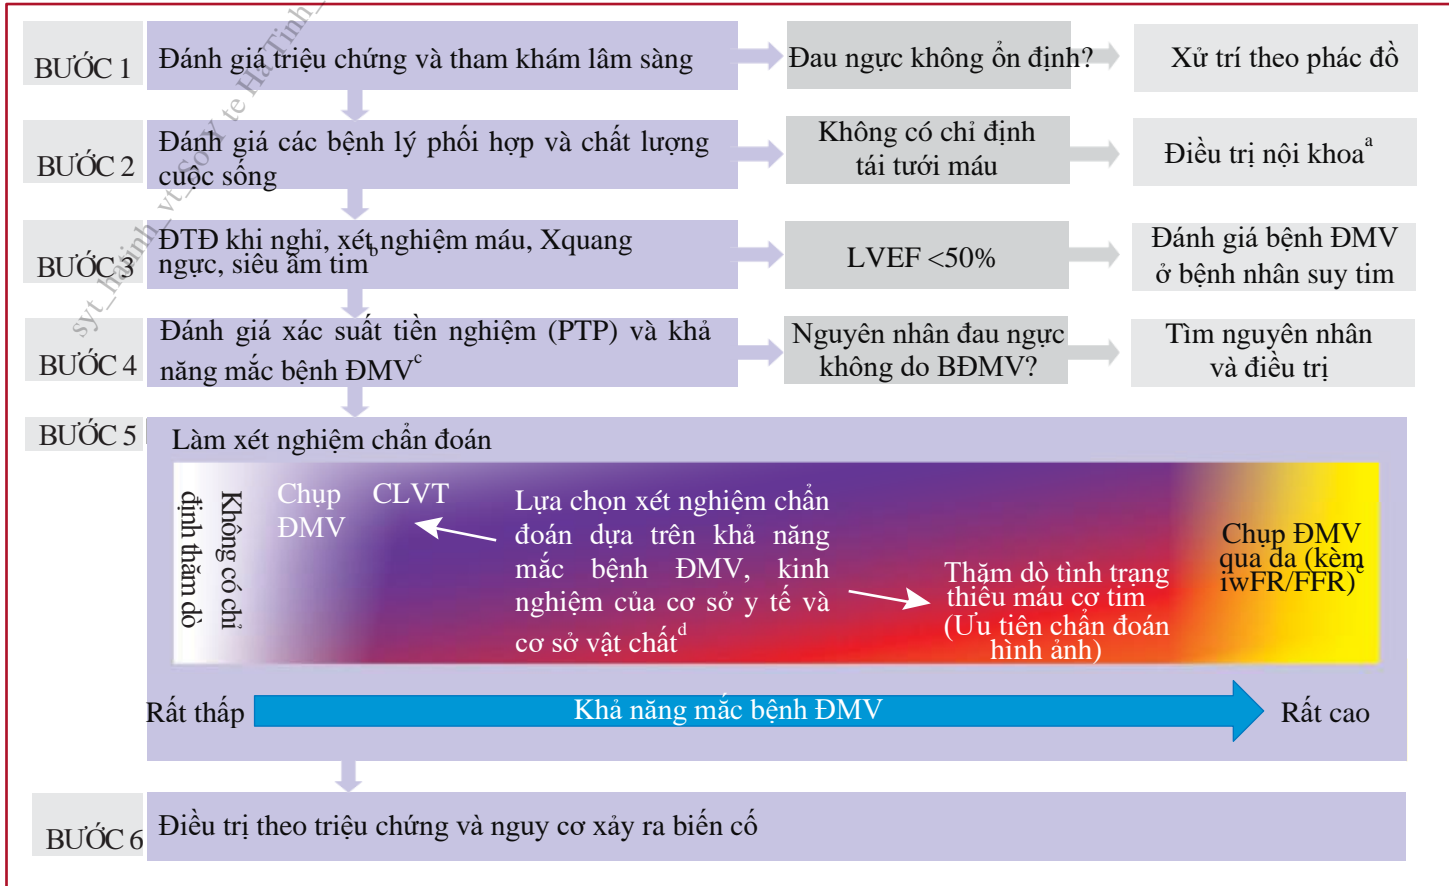 BƯỚC 1
Đánh giá triệu chứng và tham khám lâm sàng
Đau ngực không ổn định?
Xử trí theo phác đồ
BƯỚC 2
Đánh giá các bệnh lý phối hợp và chất lượng
cuộc sống
Không có chỉ định
tái tưới máu
Điều trị nội khoa^a
BƯỚC 3
ĐTĐ khi nghỉ, xét nghiệm máu, Xquang
ngực, siêu âm tim^b
LVEF <50%
Đánh giá bệnh ĐMV
ở bệnh nhân suy tim
BƯỚC 4
Đánh giá xác suất tiền nghiệm (PTP) và khả
năng mắc bệnh ĐMV^c
Nguyên nhân đau ngực
không do BĐMV?
Tìm nguyên nhân
và điều trị
BƯỚC 5
Làm xét nghiệm chẩn đoán
Không có chỉ
định thăm dò
Chụp CLVT
ĐMV
Lựa chọn xét nghiệm chẩn
đoán dựa trên khả năng
mắc bệnh ĐMV, kinh
nghiệm của cơ sở y tế và
cơ sở vật chất^d
Thăm dò tình trạng
thiếu máu cơ tim
(Ưu tiên chẩn đoán
hình ảnh)
Chụp ĐMV
qua da (kèm
iwFR/FFR)^e
Rất thấp
Khả năng mắc bệnh ĐMV
Rất cao
BƯỚC 6
Điều trị theo triệu chứng và nguy cơ xảy ra biến cố
syt_hatinh_vt_So Y te Ha Tinh_